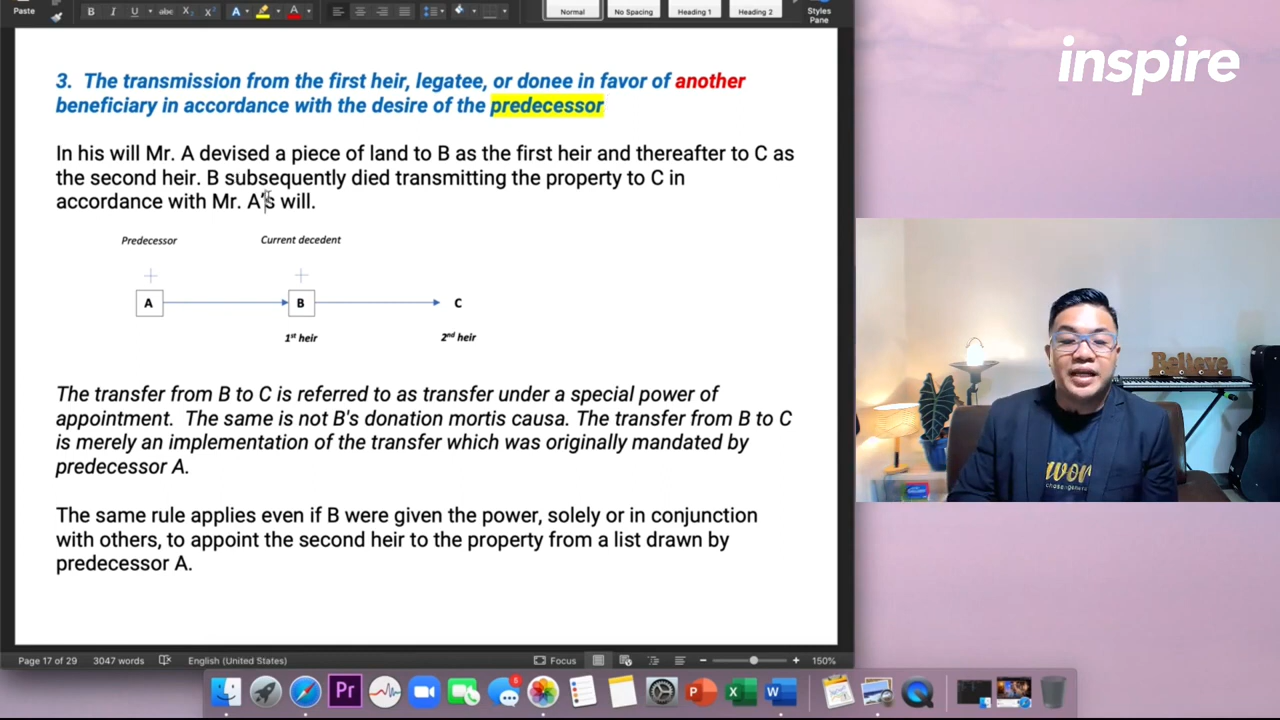 Paste
B I U abc X₂ X² A A
Normal
No Spacing
Heading 1
Heading 2
Styles
Pane
inspire
3. The transmission from the first heir, legatee, or donee in favor of another
beneficiary in accordance with the desire of the predecessor
In his will Mr. A devised a piece of land to B as the first heir and thereafter to C as
the second heir. B subsequently died transmitting the property to C in
accordance with Mr. A's will.
Predecessor
Current decedent
A
B
C
1st heir
2nd heir
The transfer from B to C is referred to as transfer under a special power of
appointment. The same is not B's donation mortis causa. The transfer from B to C
is merely an implementation of the transfer which was originally mandated by
predecessor A.
The same rule applies even if B were given the power, solely or in conjunction
with others, to appoint the second heir to the property from a list drawn by
predecessor A.
Believe
WOR
Page 17 of 29
3047 words
English (United States)
Focus
150%
Pr
6
P
X
W